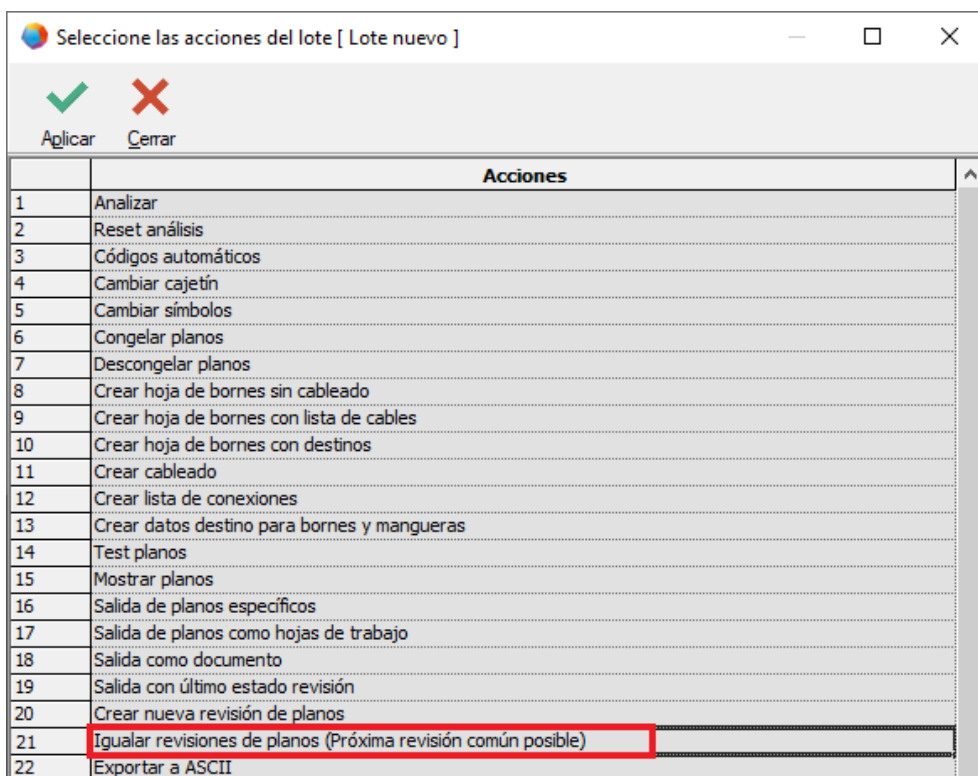 Seleccione las acciones del lote [ Lote nuevo ]
Aplicar Cerrar
Acciones
1 Analizar
2 Reset análisis
3 Códigos automáticos
4 Cambiar cajetín
5 Cambiar símbolos
6 Congelar planos
7 Descongelar planos
8 Crear hoja de bornes sin cableado
9 Crear hoja de bornes con lista de cables
10 Crear hoja de bornes con destinos
11 Crear cableado
12 Crear lista de conexiones
13 Crear datos destino para bornes y mangueras
14 Test planos
15 Mostrar planos
16 Salida de planos específicos
17 Salida de planos como hojas de trabajo
18 Salida como documento
19 Salida con último estado revisión
20 Crear nueva revisión de planos
21 Igualar revisiones de planos (Próxima revisión común posible)
22 Exportar a ASCII